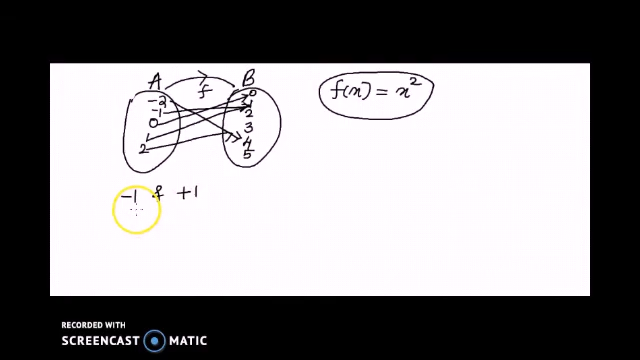 A f B
f(x) = x²
-2 0
-1 1
0 2
1 3
2 4
5
-1 & +1
RECORDED WITH
SCREENCAST MATIC